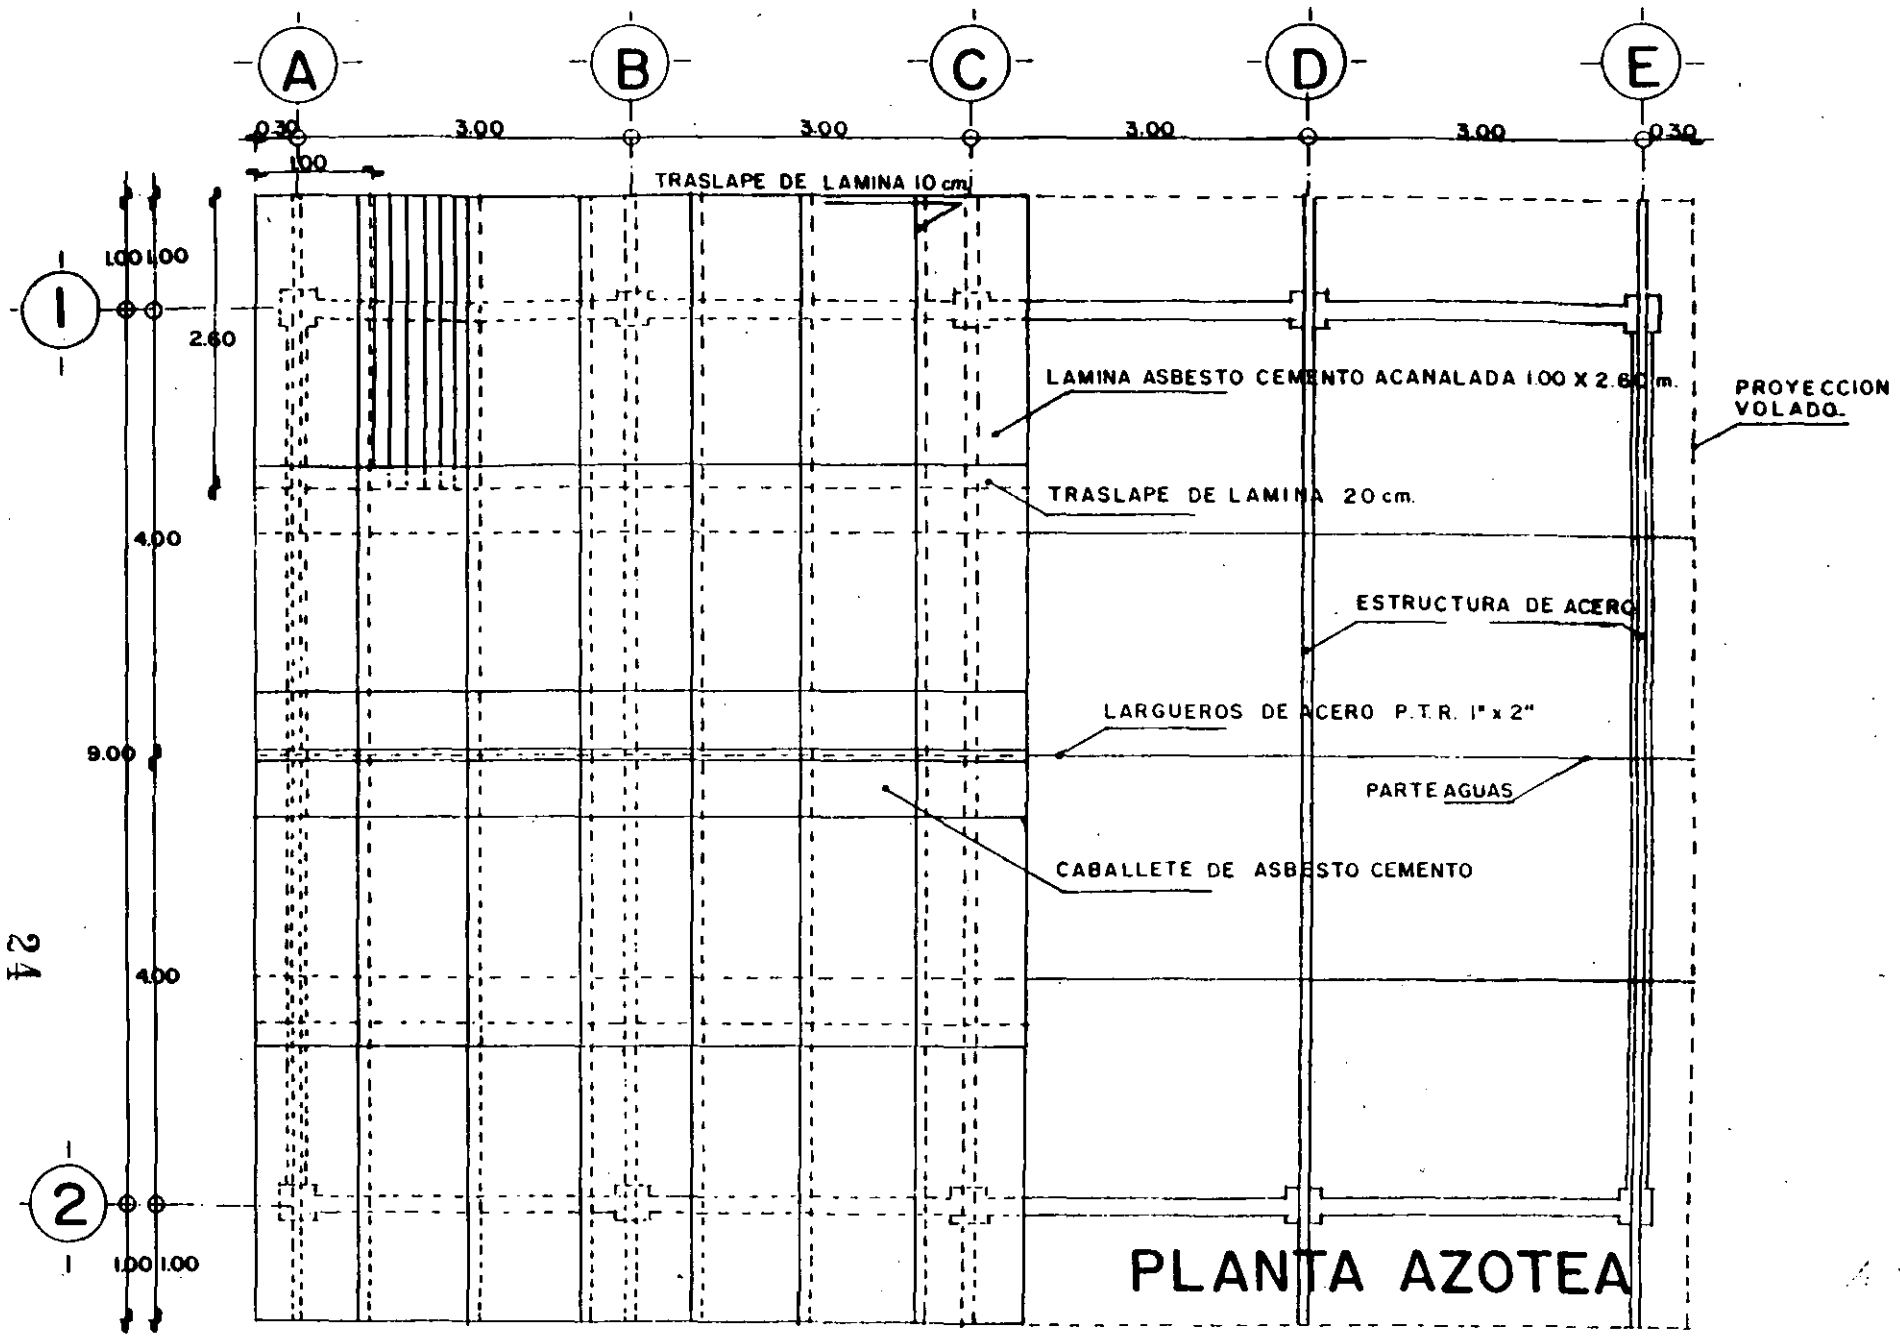 A B C D E
0.30 3.00 3.00 3.00 3.00 0.30
1.00
TRASLAPE DE LAMINA 10 cm.
1.00 1.00
1
2.60
LAMINA ASBESTO CEMENTO ACANALADA 1.00 X 2.60 m.
PROYECCION
VOLADO.
TRASLAPE DE LAMINA 20 cm.
4.00
ESTRUCTURA DE ACERO
LARGUEROS DE ACERO P.T.R. 1" x 2"
9.00
PARTE AGUAS
CABALLETE DE ASBESTO CEMENTO
24
4.00
2
1.00 1.00
PLANTA AZOTEA